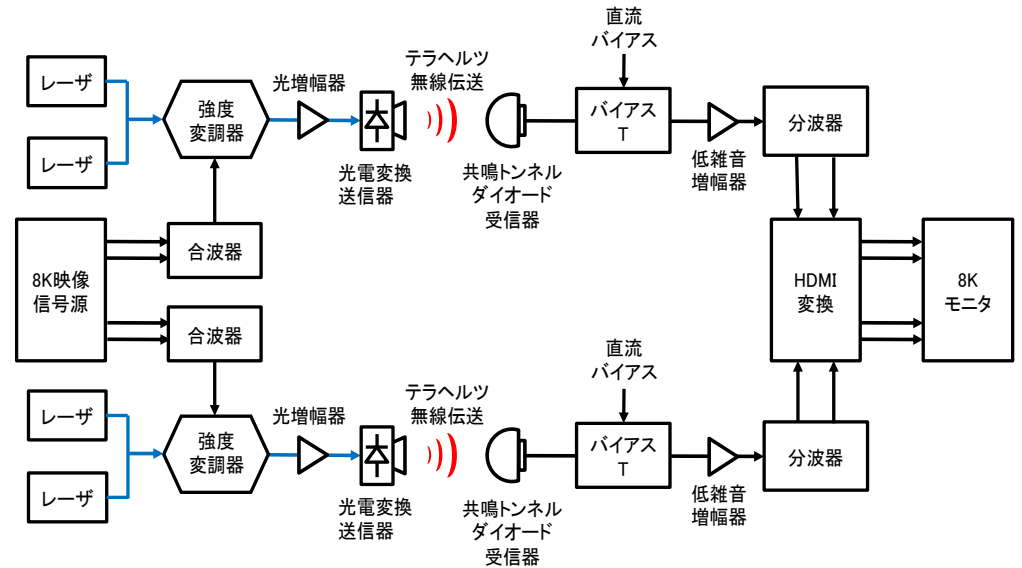 直流
バイアス
レーザ
レーザ
強度
変調器
光増幅器
光電変換
送信器
テラヘルツ
無線伝送
共鳴トンネル
ダイオード
受信器
バイアス
T
低雑音
増幅器
分波器
8K映像
信号源
合波器
合波器
HDMI
変換
8K
モニタ
直流
バイアス
レーザ
レーザ
強度
変調器
光増幅器
光電変換
送信器
テラヘルツ
無線伝送
共鳴トンネル
ダイオード
受信器
バイアス
T
低雑音
増幅器
分波器